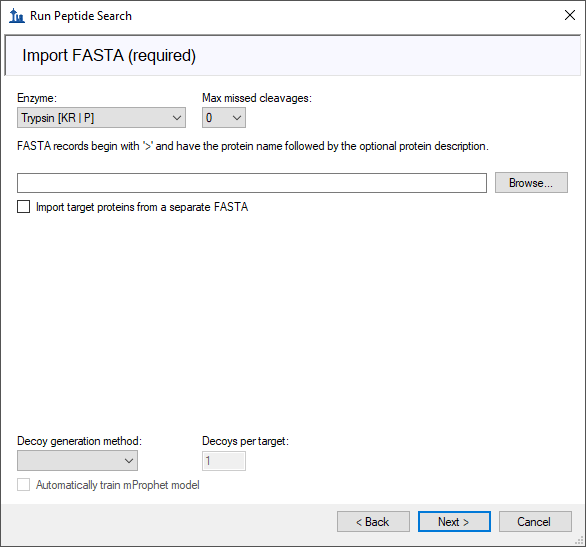 Run Peptide Search
Import FASTA (required)
Enzyme: Max missed cleavages:
Trypsin [KR | P] 0
FASTA records begin with '>' and have the protein name followed by the optional protein description.
Browse...
Import target proteins from a separate FASTA
Decoy generation method: Decoys per target:
1
Automatically train mProphet model
< Back Next > Cancel